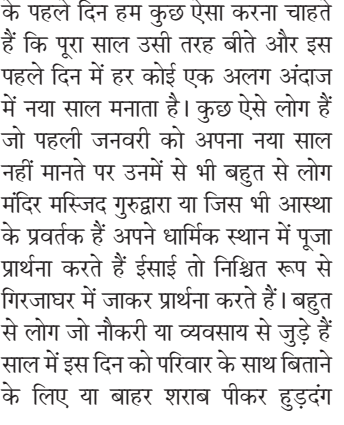 के पहले दिन हम कुछ ऐसा करना चाहते
हैं कि पूरा साल उसी तरह बीते और इस
पहले दिन में हर कोई एक अलग अंदाज
में नया साल मनाता है। कुछ ऐसे लोग हैं
जो पहली जनवरी को अपना नया साल
नहीं मानते पर उनमें से भी बहुत से लोग
मंदिर मस्जिद गुरुद्वारा या जिस भी आस्था
के प्रवर्तक हैं अपने धार्मिक स्थान में पूजा
प्रार्थना करते हैं ईसाई तो निश्चित रूप से
गिरजाघर में जाकर प्रार्थना करते हैं। बहुत
से लोग जो नौकरी या व्यवसाय से जुड़े हैं
साल में इस दिन को परिवार के साथ बिताने
के लिए या बाहर शराब पीकर हुड़दंग